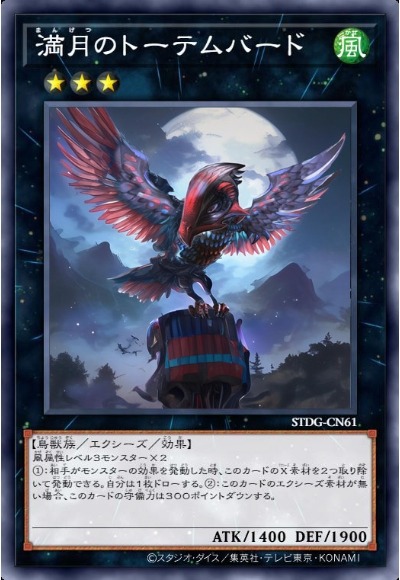 満月のトーテムバード
風
STDG-CN61
【鳥獣族／エクシーズ／効果】
風属性レベル3モンスター×2
①：相手がモンスターの効果を発動した時、このカードのX素材を2つ取り除
いて発動できる。自分は1枚ドローする。②：このカードのエクシーズ素材が無
い場合、このカードの守備力は300ポイントダウンする。
ATK/1400 DEF/1900
©スタジオ・ダイス／集英社・テレビ東京・KONAMI